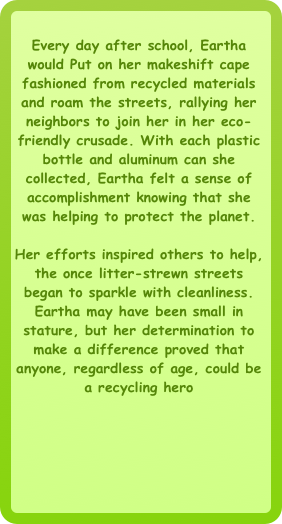 Every day after school, Eartha
would Put on her makeshift cape
fashioned from recycled materials
and roam the streets, rallying her
neighbors to join her in her eco-
friendly crusade. With each plastic
bottle and aluminum can she
collected, Eartha felt a sense of
accomplishment knowing that she
was helping to protect the planet.
Her efforts inspired others to help,
the once litter-strewn streets
began to sparkle with cleanliness.
Eartha may have been small in
stature, but her determination to
make a difference proved that
anyone, regardless of age, could be
a recycling hero